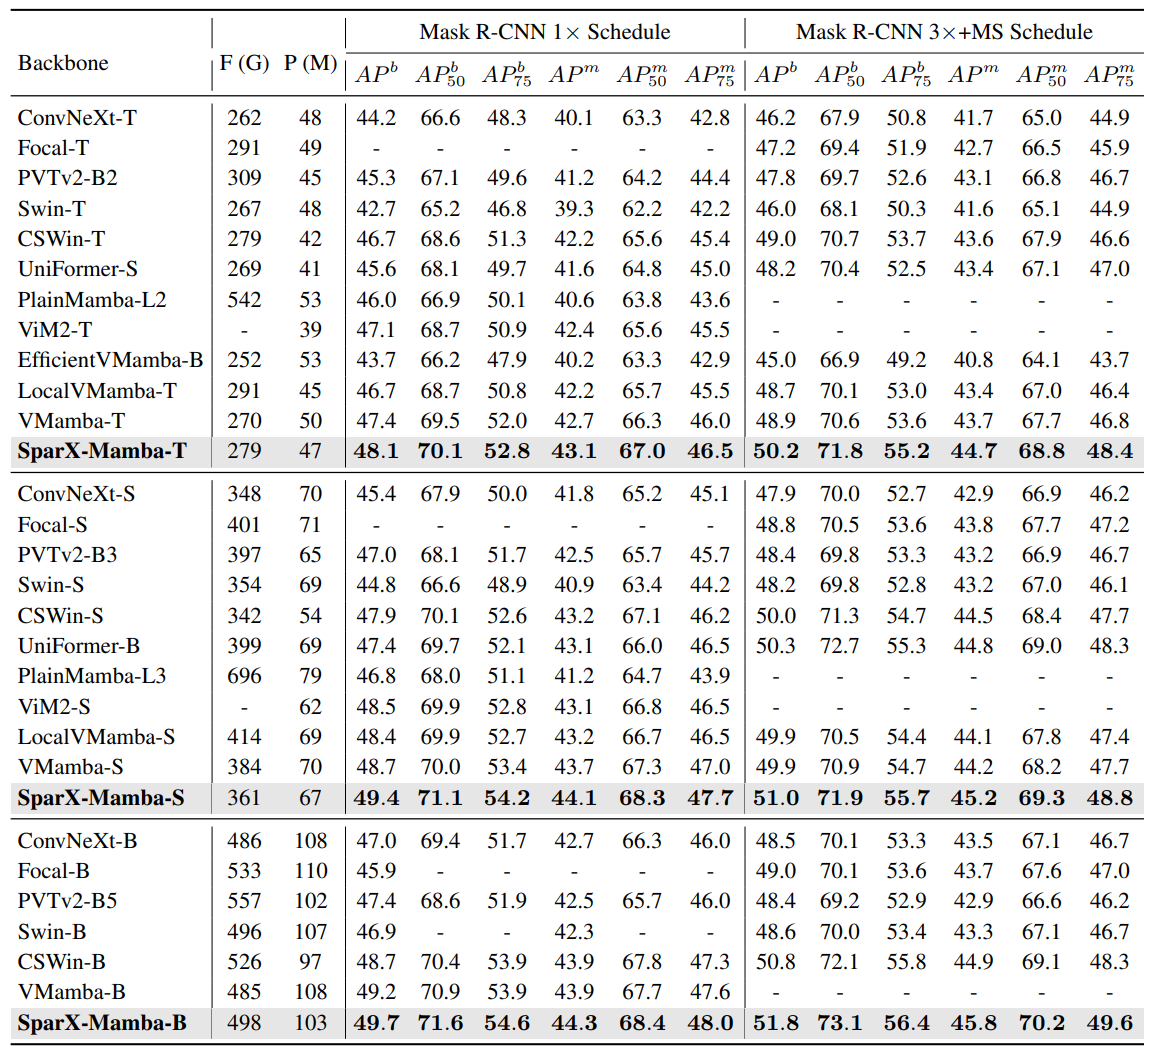 Mask R-CNN 1× Schedule Mask R-CNN 3×+MS Schedule
Backbone F (G) P (M) AP^b AP^b_50 AP^b_75 AP^m AP^m_50 AP^m_75 AP^b AP^b_50 AP^b_75 AP^m AP^m_50 AP^m_75
ConvNeXt-T 262 48 44.2 66.6 48.3 40.1 63.3 42.8 46.2 67.9 50.8 41.7 65.0 44.9
Focal-T 291 49 - - - - - - 47.2 69.4 51.9 42.7 66.5 45.9
PVTv2-B2 309 45 45.3 67.1 49.6 41.2 64.2 44.4 47.8 69.7 52.6 43.1 66.8 46.7
Swin-T 267 48 42.7 65.2 46.8 39.3 62.2 42.2 46.0 68.1 50.3 41.6 65.1 44.9
CSWin-T 279 42 46.7 68.6 51.3 42.2 65.6 45.4 49.0 70.7 53.7 43.6 67.9 46.6
UniFormer-S 269 41 45.6 68.1 49.7 41.6 64.8 45.0 48.2 70.4 52.5 43.4 67.1 47.0
PlainMamba-L2 542 53 46.0 66.9 50.1 40.6 63.8 43.6 - - - - - -
ViM2-T - 39 47.1 68.7 50.9 42.4 65.6 45.5 - - - - - -
EfficientVMamba-B 252 53 43.7 66.2 47.9 40.2 63.3 42.9 45.0 66.9 49.2 40.8 64.1 43.7
LocalVMamba-T 291 45 46.7 68.7 50.8 42.2 65.7 45.5 48.7 70.1 53.0 43.4 67.0 46.4
VMamba-T 270 50 47.4 69.5 52.0 42.7 66.3 46.0 48.9 70.6 53.6 43.7 67.7 46.8
SparX-Mamba-T 279 47 48.1 70.1 52.8 43.1 67.0 46.5 50.2 71.8 55.2 44.7 68.8 48.4
ConvNeXt-S 348 70 45.4 67.9 50.0 41.8 65.2 45.1 47.9 70.0 52.7 42.9 66.9 46.2
Focal-S 401 71 - - - - - - 48.8 70.5 53.6 43.8 67.7 47.2
PVTv2-B3 397 65 47.0 68.1 51.7 42.5 65.7 45.7 48.4 69.8 53.3 43.2 66.9 46.7
Swin-S 354 69 44.8 66.6 48.9 40.9 63.4 44.2 48.2 69.8 52.8 43.2 67.0 46.1
CSWin-S 342 54 47.9 70.1 52.6 43.2 67.1 46.2 50.0 71.3 54.7 44.5 68.4 47.7
UniFormer-B 399 69 47.4 69.7 52.1 43.1 66.0 46.5 50.3 72.7 55.3 44.8 69.0 48.3
PlainMamba-L3 696 79 46.8 68.0 51.1 41.2 64.7 43.9 - - - - - -
ViM2-S - 62 48.5 69.9 52.8 43.1 66.8 46.5 - - - - - -
LocalVMamba-S 414 69 48.4 69.9 52.7 43.2 66.7 46.5 49.9 70.5 54.4 44.1 67.8 47.4
VMamba-S 384 70 48.7 70.0 53.4 43.7 67.3 47.0 49.9 70.9 54.7 44.2 68.2 47.7
SparX-Mamba-S 361 67 49.4 71.1 54.2 44.1 68.3 47.7 51.0 71.9 55.7 45.2 69.3 48.8
ConvNeXt-B 486 108 47.0 69.4 51.7 42.7 66.3 46.0 48.5 70.1 53.3 43.5 67.1 46.7
Focal-B 533 110 45.9 - - - - - 49.0 70.1 53.6 43.7 67.6 47.0
PVTv2-B5 557 102 47.4 68.6 51.9 42.5 65.7 46.0 48.4 69.2 52.9 42.9 66.6 46.2
Swin-B 496 107 46.9 - - 42.3 - - 48.6 70.0 53.4 43.3 67.1 46.7
CSWin-B 526 97 48.7 70.4 53.9 43.9 67.8 47.3 50.8 72.1 55.8 44.9 69.1 48.3
VMamba-B 485 108 49.2 70.9 53.9 43.9 67.7 47.6 - - - - - -
SparX-Mamba-B 498 103 49.7 71.6 54.6 44.3 68.4 48.0 51.8 73.1 56.4 45.8 70.2 49.6